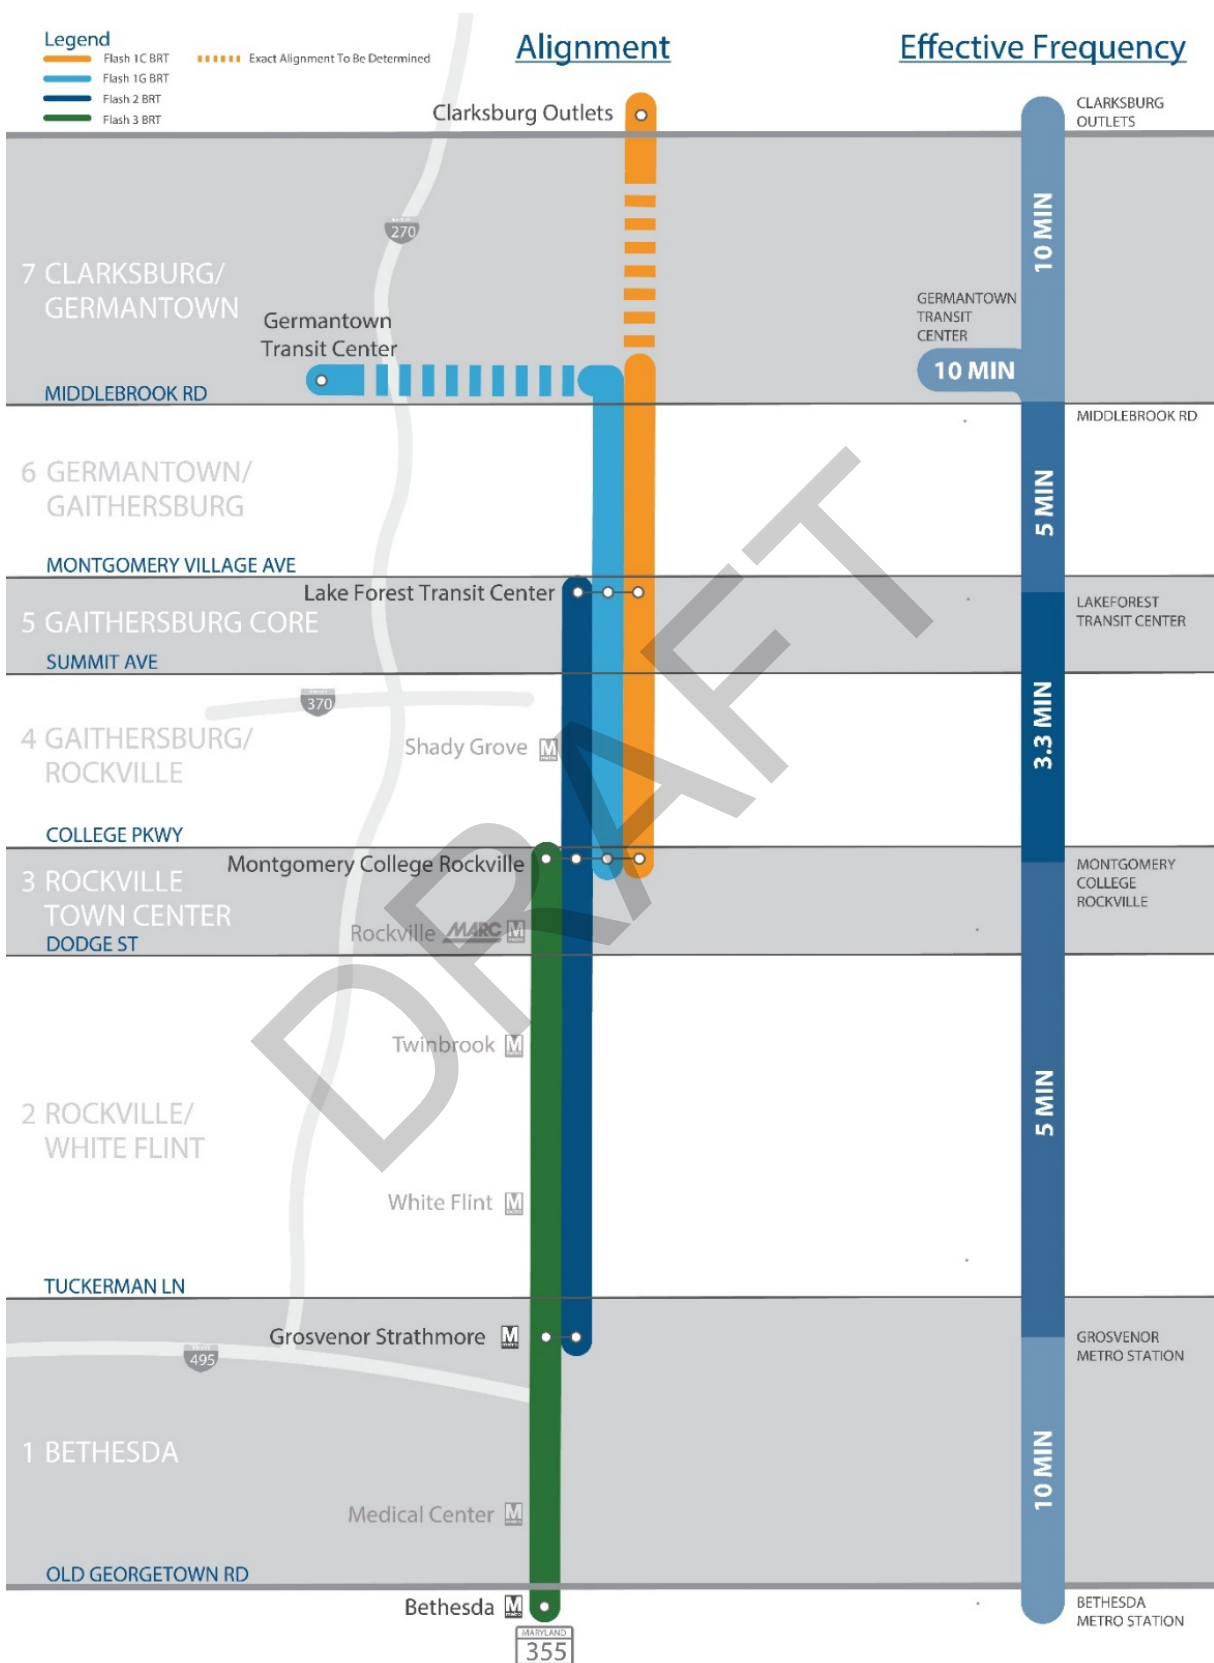 Legend
Flash 1C BRT
Exact Alignment To Be Determined
Flash 1G BRT
Flash 2 BRT
Flash 3 BRT
Alignment
Effective Frequency
Clarksburg Outlets
CLARKSBURG
OUTLETS
270
10 MIN
7 CLARKSBURG/
GERMANTOWN
Germantown
Transit Center
GERMANTOWN
TRANSIT
CENTER
10 MIN
MIDDLEBROOK RD
MIDDLEBROOK RD
6 GERMANTOWN/
GAITHERSBURG
5 MIN
MONTGOMERY VILLAGE AVE
Lake Forest Transit Center
LAKEFOREST
TRANSIT CENTER
5 GAITHERSBURG CORE
SUMMIT AVE
370
4 GAITHERSBURG/
ROCKVILLE
Shady Grove M
3.3 MIN
COLLEGE PKWY
Montgomery College Rockville
MONTGOMERY
COLLEGE
ROCKVILLE
3 ROCKVILLE
TOWN CENTER
Rockville MARC M
DODGE ST
DRAFT
Twinbrook M
2 ROCKVILLE/
WHITE FLINT
5 MIN
White Flint M
TUCKERMAN LN
Grosvenor Strathmore M
GROSVENOR
METRO STATION
495
1 BETHESDA
10 MIN
Medical Center M
OLD GEORGETOWN RD
Bethesda M
BETHESDA
METRO STATION
MARYLAND
355